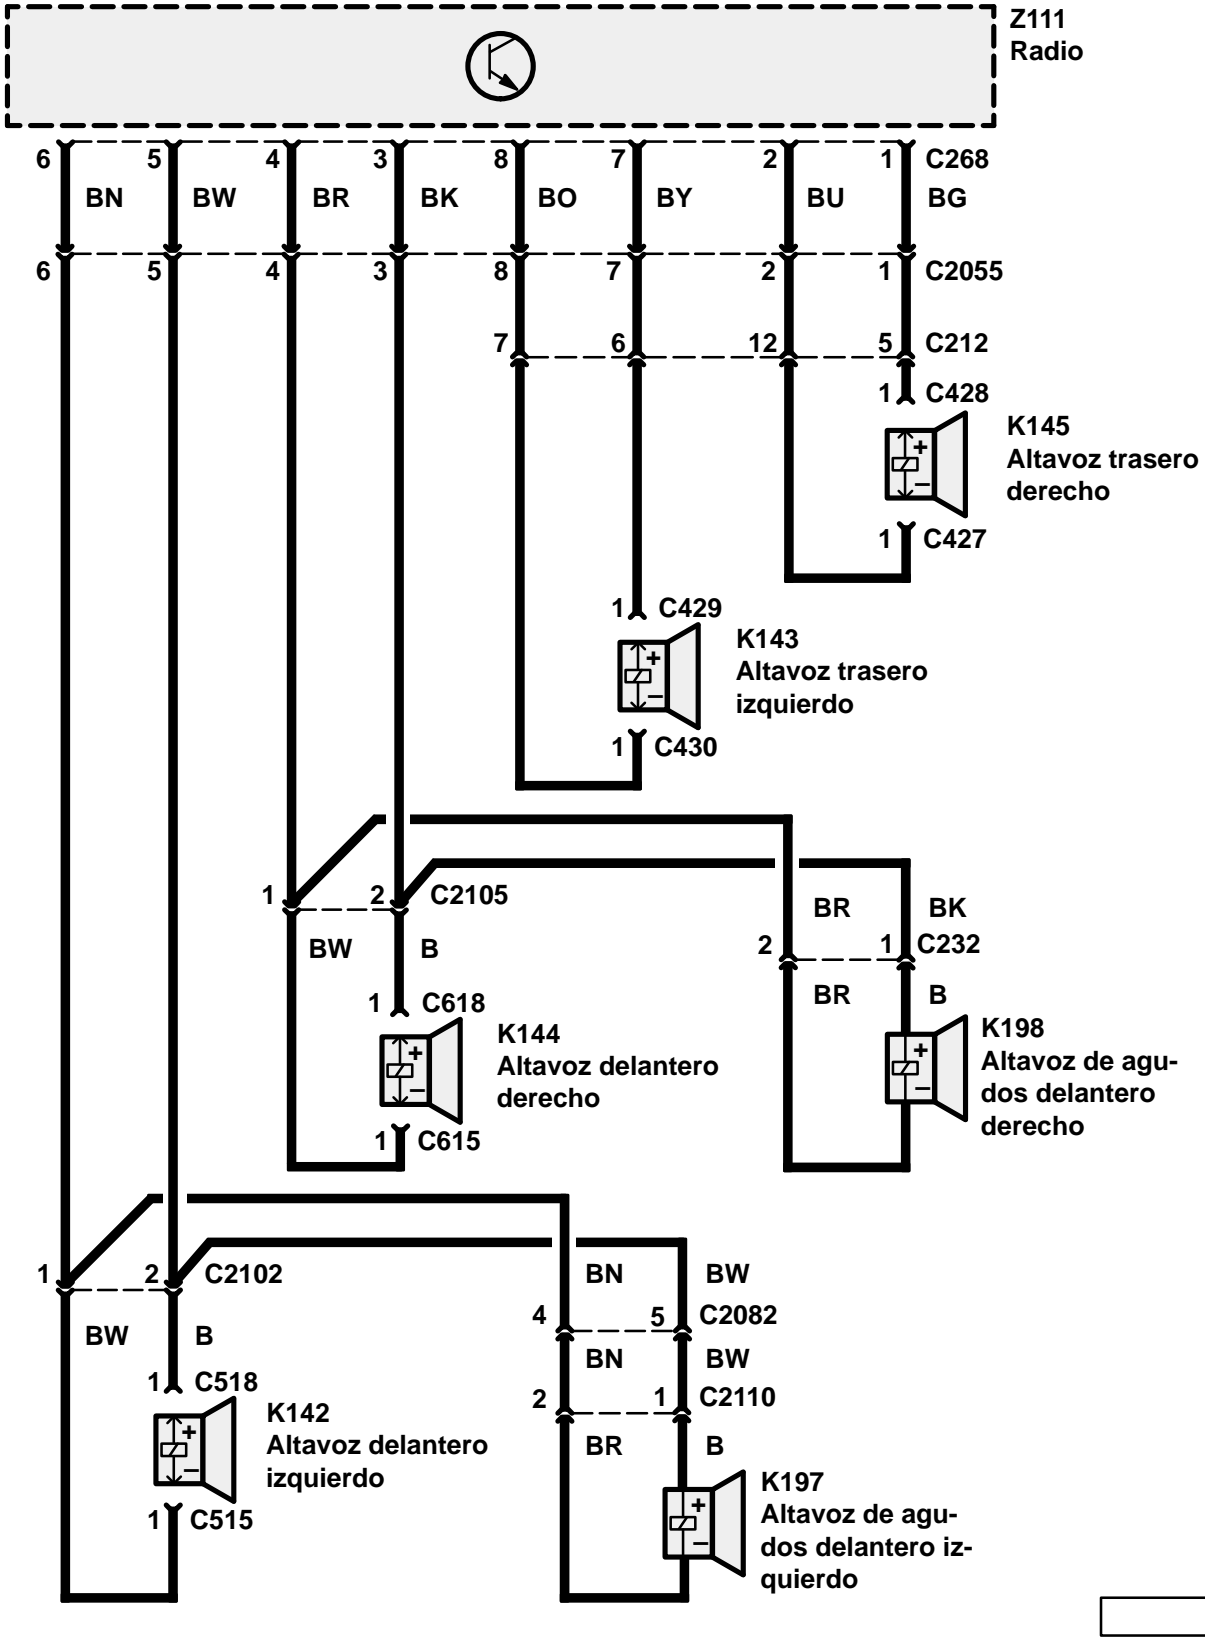 Z111
Radio
6 5 4 3 8 7 2 1 C268
BN BW BR BK BO BY BU BG
6 5 4 3 8 7 2 1 C2055
7 6 12 5 C212
1 C428
K145
Altavoz trasero
derecho
+
–
1 C427
1 C429
K143
Altavoz trasero
izquierdo
+
–
1 C430
1 2 C2105
BR BK
BW B
2 1 C232
BR B
1 C618
K144
Altavoz delantero
derecho
+
–
1 C615
K198
Altavoz de agu-
dos delantero
derecho
+
–
1 2 C2102
BN BW
4 5 C2082
BW B
BN BW
1 C518
2 1 C2110
K142
Altavoz delantero
izquierdo
+
–
BR B
1 C515
K197
Altavoz de agu-
dos delantero iz-
quierdo
+
–